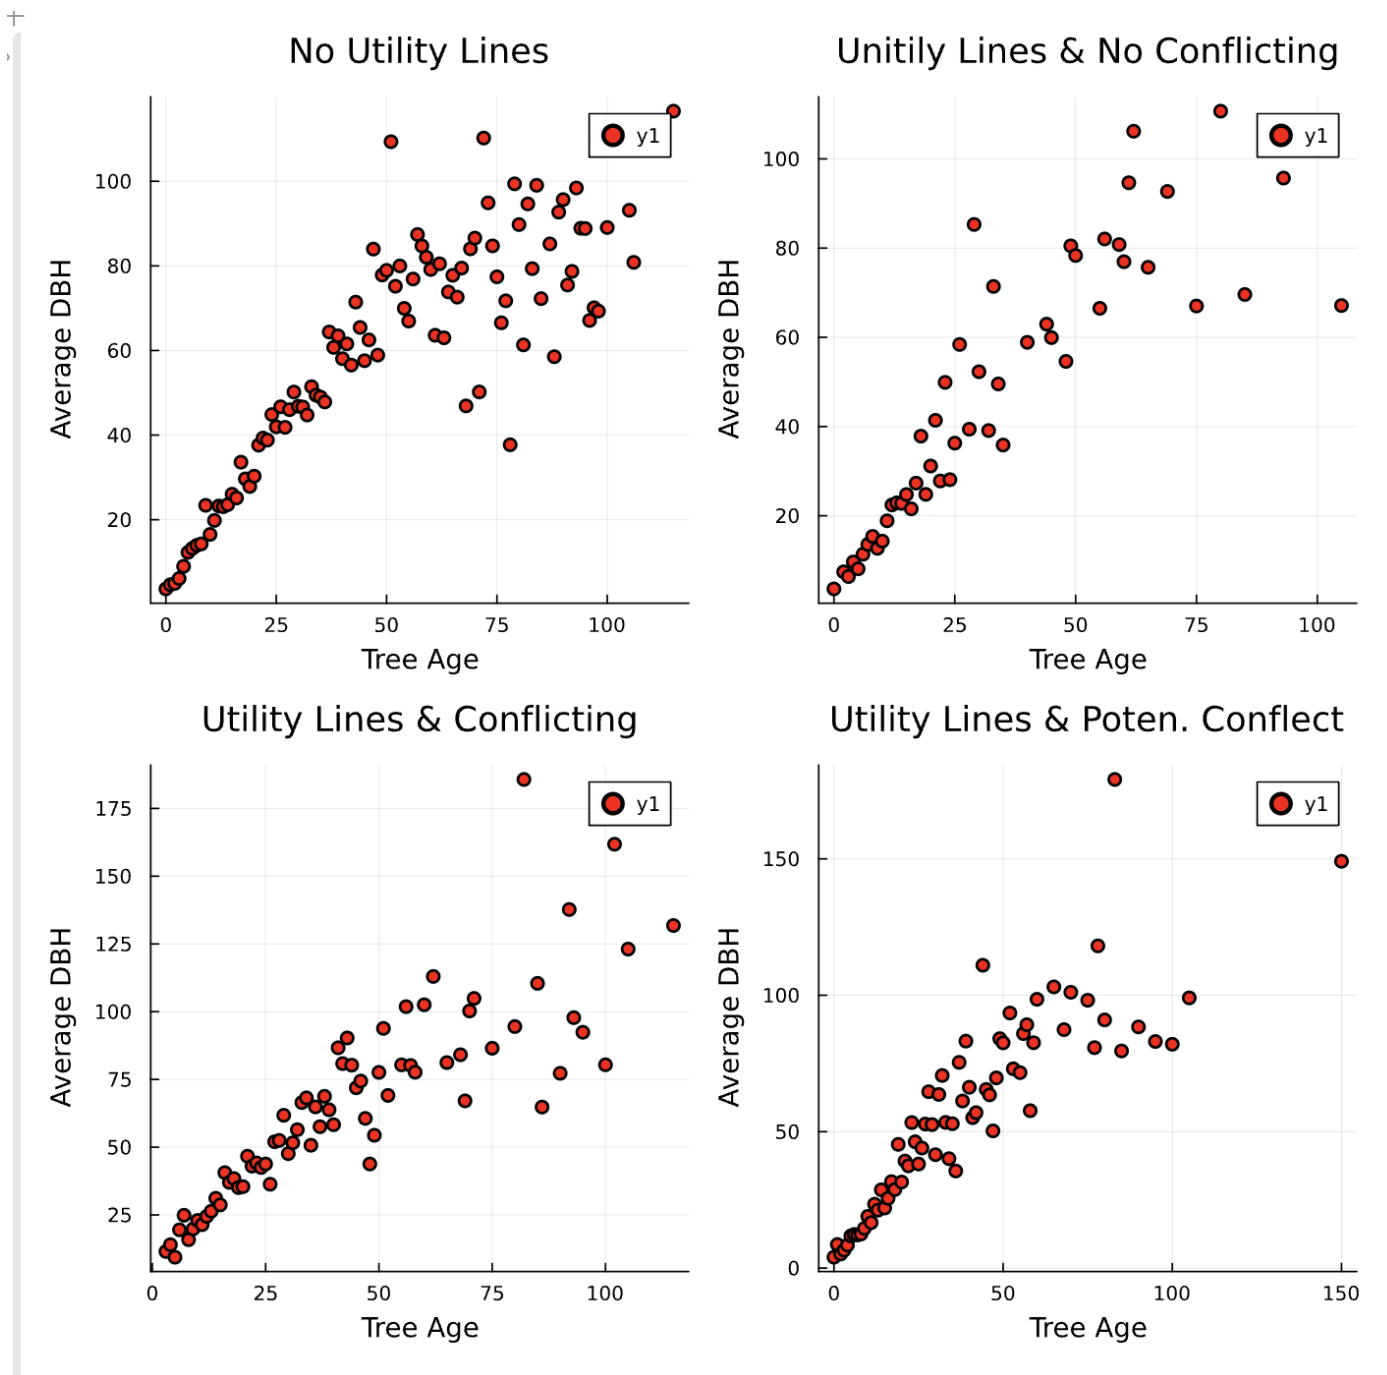 No Utility Lines
y1
100
80
60
40
20
Average DBH
0 25 50 75 100
Tree Age
Unitily Lines & No Conflicting
y1
100
80
60
40
20
Average DBH
0 25 50 75 100
Tree Age
Utility Lines & Conflicting
y1
175
150
125
100
75
50
25
Average DBH
0 25 50 75 100
Tree Age
Utility Lines & Poten. Conflect
y1
150
100
50
0
Average DBH
0 50 100 150
Tree Age